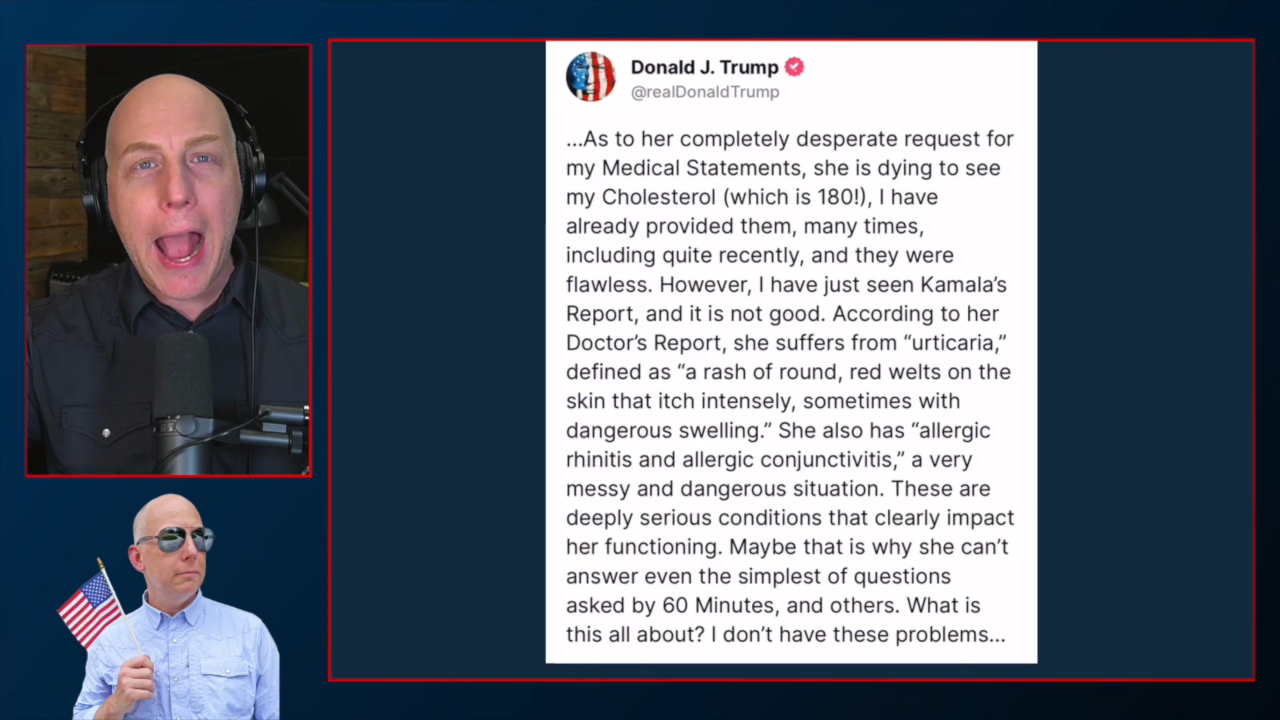 Donald J. Trump
@realDonaldTrump
...As to her completely desperate request for
my Medical Statements, she is dying to see
my Cholesterol (which is 180!), I have
already provided them, many times,
including quite recently, and they were
flawless. However, I have just seen Kamala’s
Report, and it is not good. According to her
Doctor’s Report, she suffers from “urticaria,”
defined as “a rash of round, red welts on the
skin that itch intensely, sometimes with
dangerous swelling.” She also has “allergic
rhinitis and allergic conjunctivitis,” a very
messy and dangerous situation. These are
deeply serious conditions that clearly impact
her functioning. Maybe that is why she can’t
answer even the simplest of questions
asked by 60 Minutes, and others. What is
this all about? I don’t have these problems...